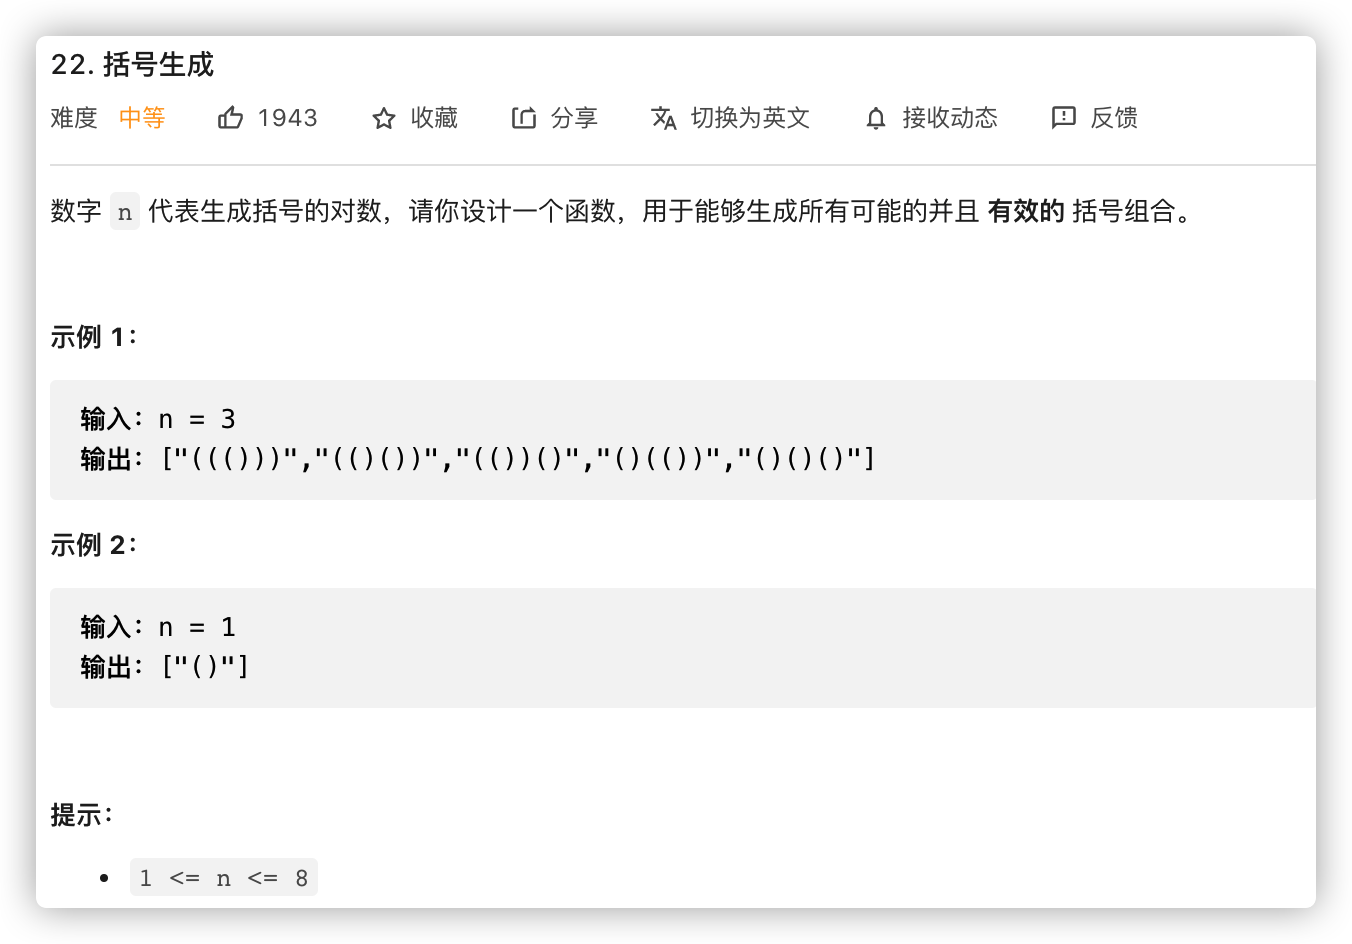 22. 括号生成
难度 中等 1943 收藏 分享 切换为英文 接收动态 反馈
数字 n 代表生成括号的对数，请你设计一个函数，用于能够生成所有可能的并且 有效的 括号组合。
示例 1：
输入：n = 3
输出：["((()))","(()())","(())()","()(())","()()()"]
示例 2：
输入：n = 1
输出：["()"]
提示：
• 1 <= n <= 8